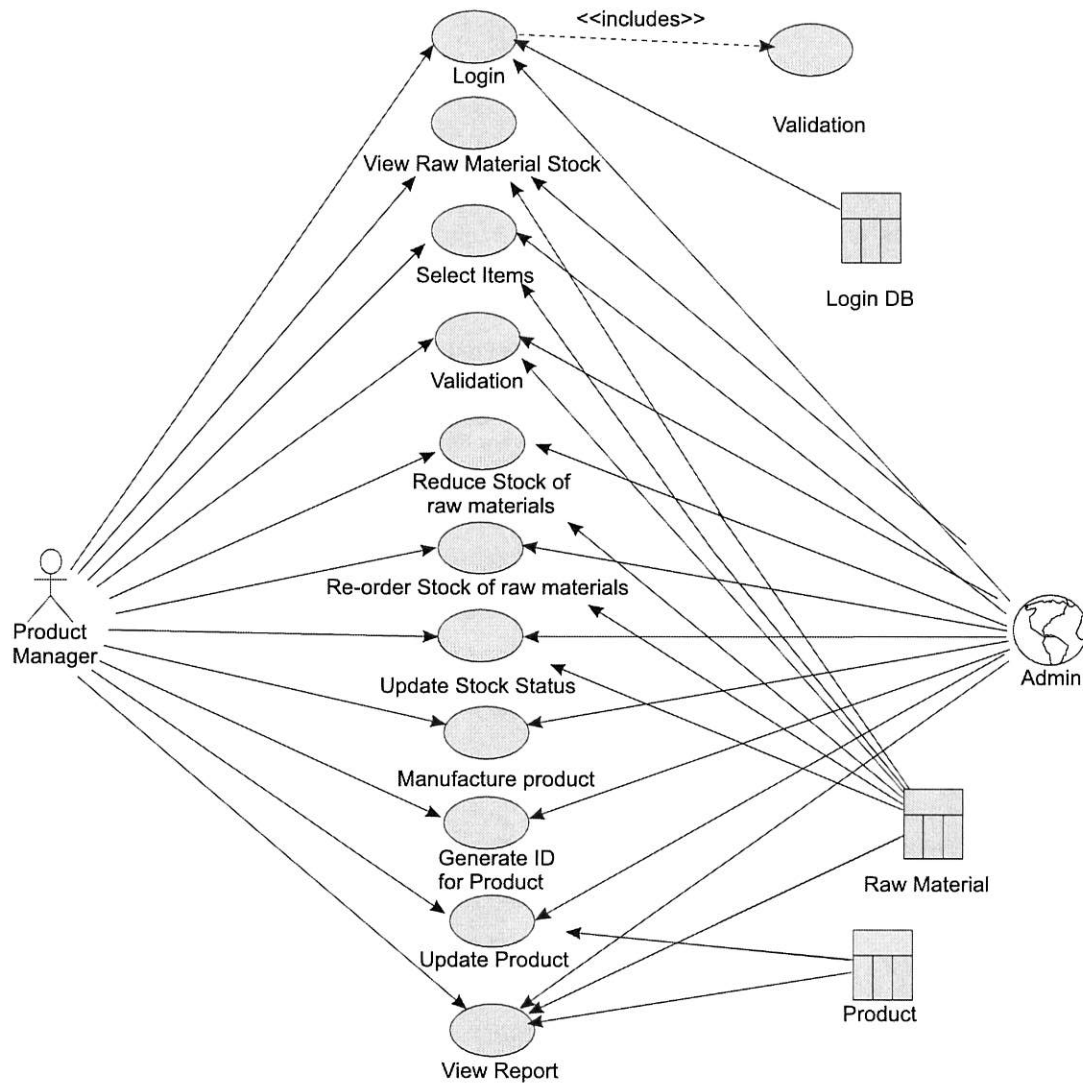 <<includes>>
Login
Validation
View Raw Material Stock
Select Items
Login DB
Validation
Reduce Stock of
raw materials
Re-order Stock of raw materials
Product
Manager
Admin
Update Stock Status
Manufacture product
Generate ID
for Product
Raw Material
Update Product
Product
View Report